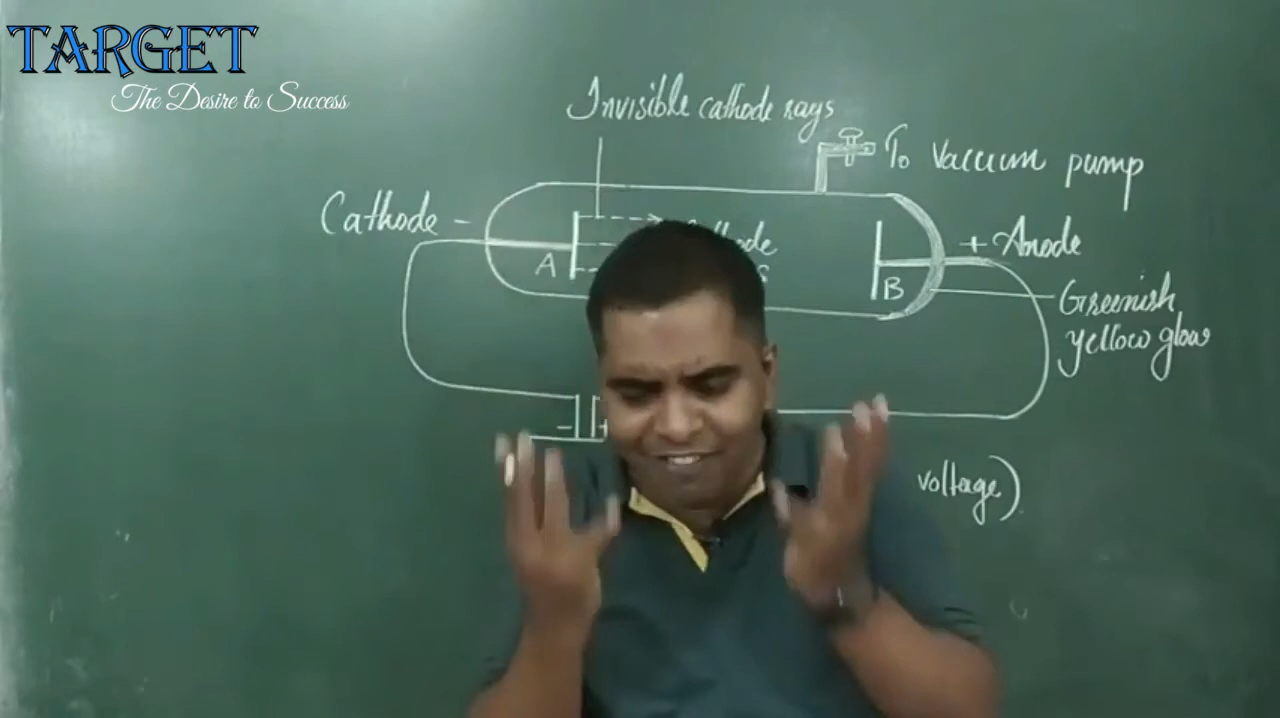 TARGET
The Desire to Success
Invisible cathode rays
To Vaccum pump
Cathode -
+ Anode
A
B
Greenish
yellow glow
- +
voltage)